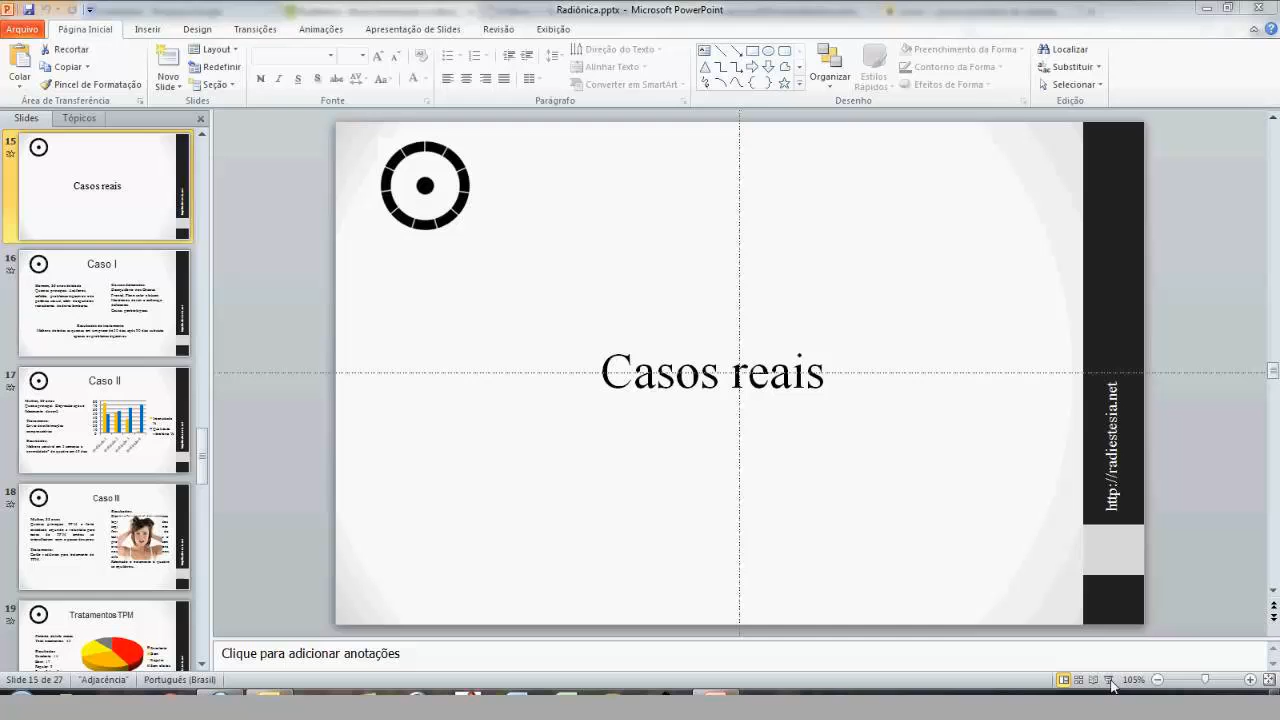 Radiônica.pptx - Microsoft PowerPoint
Arquivo
Página Inicial
Inserir
Design
Transições
Animações
Apresentação de Slides
Revisão
Exibição
Colar
Recortar
Copiar
Pincel de Formatação
Área de Transferência
Novo
Slide
Layout
Redefinir
Seção
Slides
N
I
S
S
abc
AV
Aa
A
Fonte
Direção do Texto
Alinhar Texto
Converter em SmartArt
Parágrafo
Organizar
Estilos
Rápidos
Preenchimento da Forma
Contorno da Forma
Efeitos de Forma
Desenho
Localizar
Substituir
Selecionar
Edição
Slides
Tópicos
15
Casos reais
16
Caso I
17
Caso II
18
Caso III
19
Tratamentos TPM
Casos reais
http://radiestesia.net
Clique para adicionar anotações
Slide 15 de 27
"Adjacência"
Português (Brasil)
105%